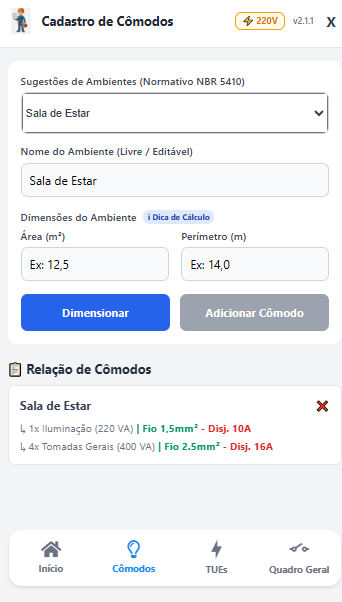 Cadastro de Cômodos
220V
v2.1.1
X
Sugestões de Ambientes (Normativo NBR 5410)
Sala de Estar
Nome do Ambiente (Livre / Editável)
Sala de Estar
Dimensões do Ambiente
i Dica de Cálculo
Área (m²) Perímetro (m)
Ex: 12,5 Ex: 14,0
Dimensionar Adicionar Cômodo
Relação de Cômodos
Sala de Estar
↳ 1x Iluminação (220 VA) | Fio 1,5mm² - Disj. 10A
↳ 4x Tomadas Gerais (400 VA) | Fio 2.5mm² - Disj. 16A
Início Cômodos TUEs Quadro Geral